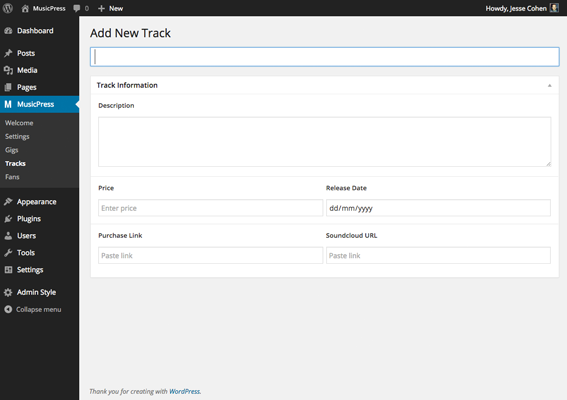 MusicPress 0 New Howdy, Jesse Cohen
Dashboard
Posts
Media
Pages
M MusicPress
Welcome
Settings
Gigs
Tracks
Fans
Appearance
Plugins
Users
Tools
Settings
Admin Style
Collapse menu
Add New Track
Track Information
Description
Price Release Date
Enter price dd/mm/yyyy
Purchase Link Soundcloud URL
Paste link Paste link
Thank you for creating with WordPress.